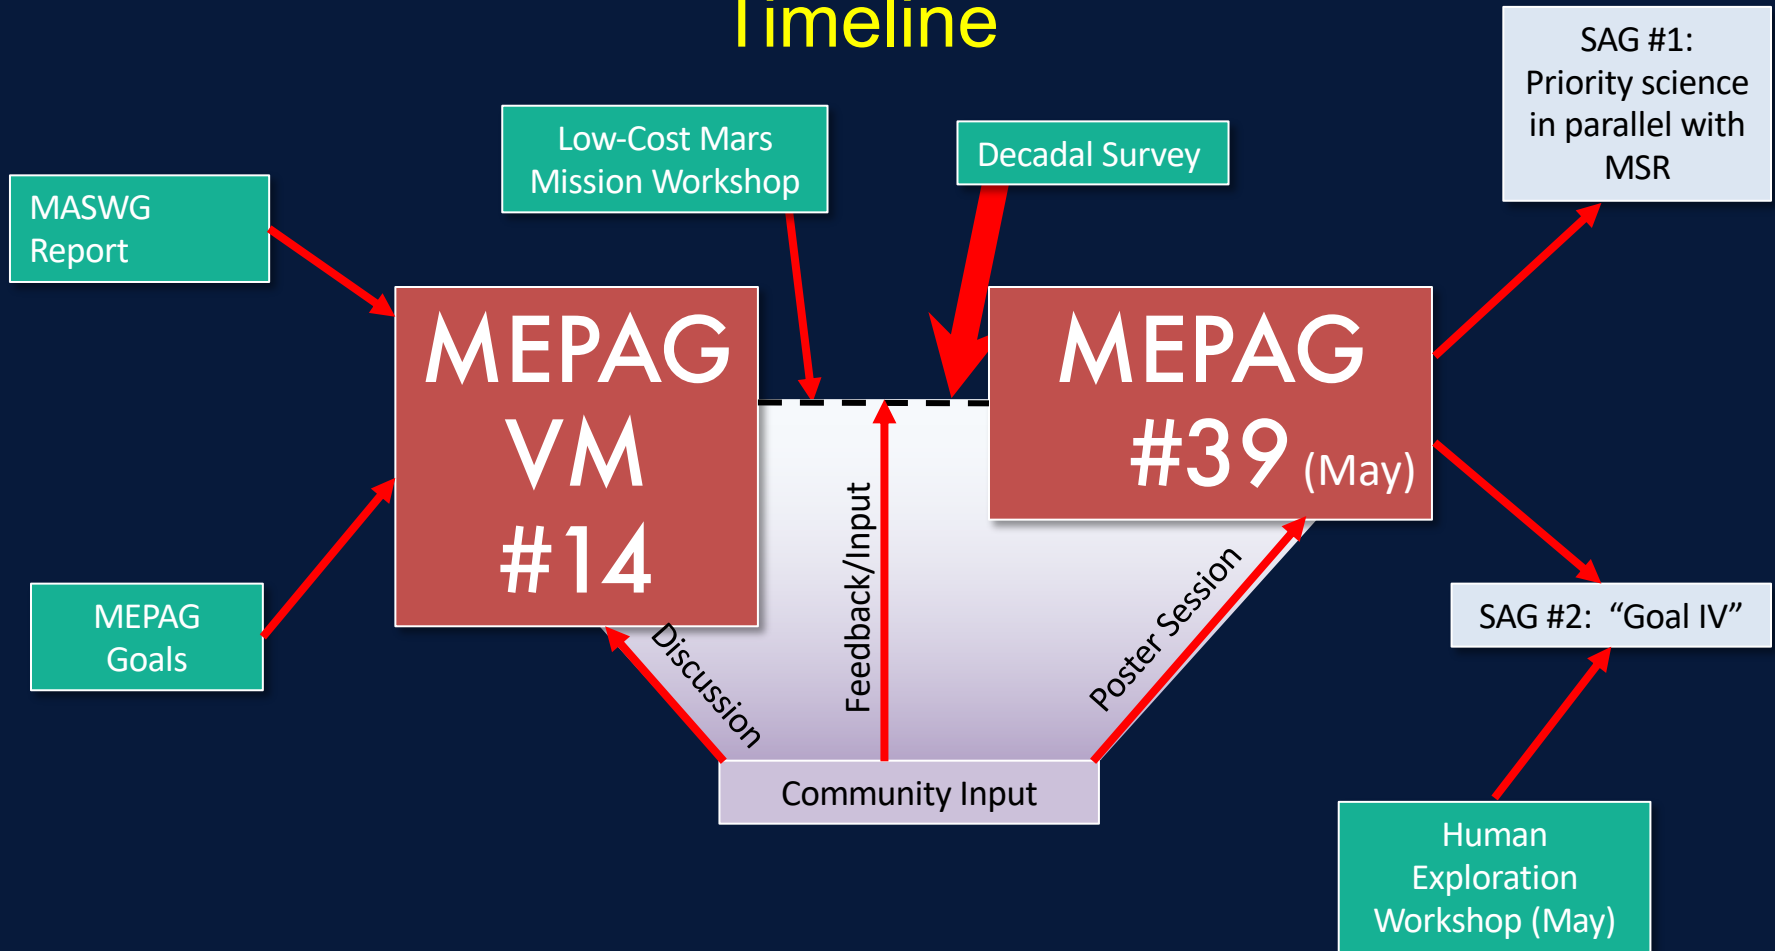 Timeline
SAG #1:
Priority science
in parallel with
MSR
Low-Cost Mars
Mission Workshop
Decadal Survey
MASWG
Report
MEPAG
VM
#14
MEPAG
#39 (May)
Feedback/Input
Discussion
Poster Session
MEPAG
Goals
SAG #2:  “Goal IV”
Community Input
Human
Exploration
Workshop (May)